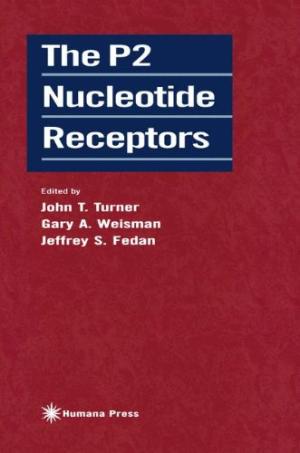 The P2
Nucleotide
Receptors
Edited by
John T. Turner
Gary A. Weisman
Jeffrey S. Fedan
Humana Press